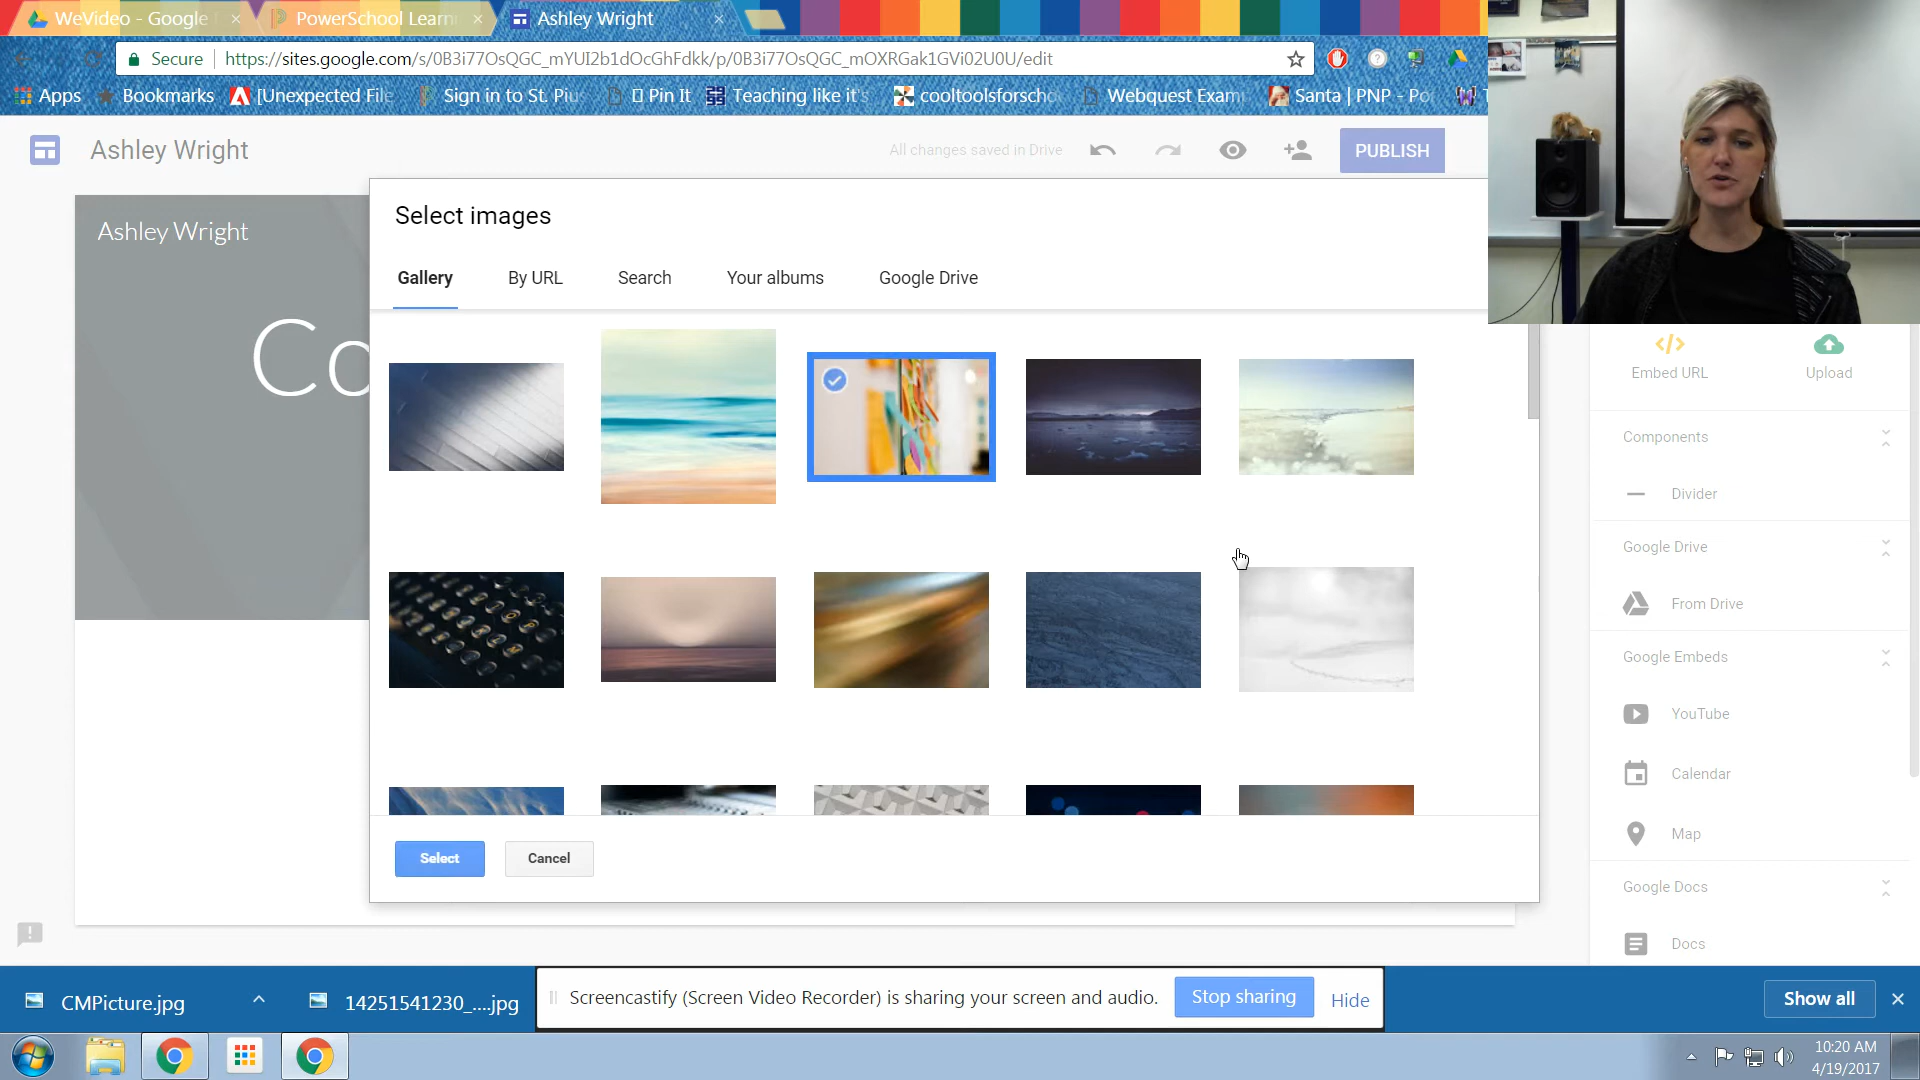 WeVideo - Google
PowerSchool Learn
Ashley Wright
Secure
https://sites.google.com/s/0B3i77OsQGC_mYUI2b1dOcGhFdkk/p/0B3i77OsQGC_mOXRGak1GVi02U0U/edit
Apps
Bookmarks
[Unexpected File
Sign in to St. Piu
Pin It
Teaching like it's
cooltoolsforscho
Webquest Exam
Santa | PNP - Po
Ashley Wright
All changes saved in Drive
PUBLISH
Ashley Wright
Co
Select images
Gallery
By URL
Search
Your albums
Google Drive
Embed URL
Upload
Components
Divider
Google Drive
From Drive
Google Embeds
YouTube
Calendar
Map
Google Docs
Docs
Select
Cancel
CMPicture.jpg
14251541230_....jpg
Screencastify (Screen Video Recorder) is sharing your screen and audio.
Stop sharing
Hide
Show all
10:20 AM
4/19/2017